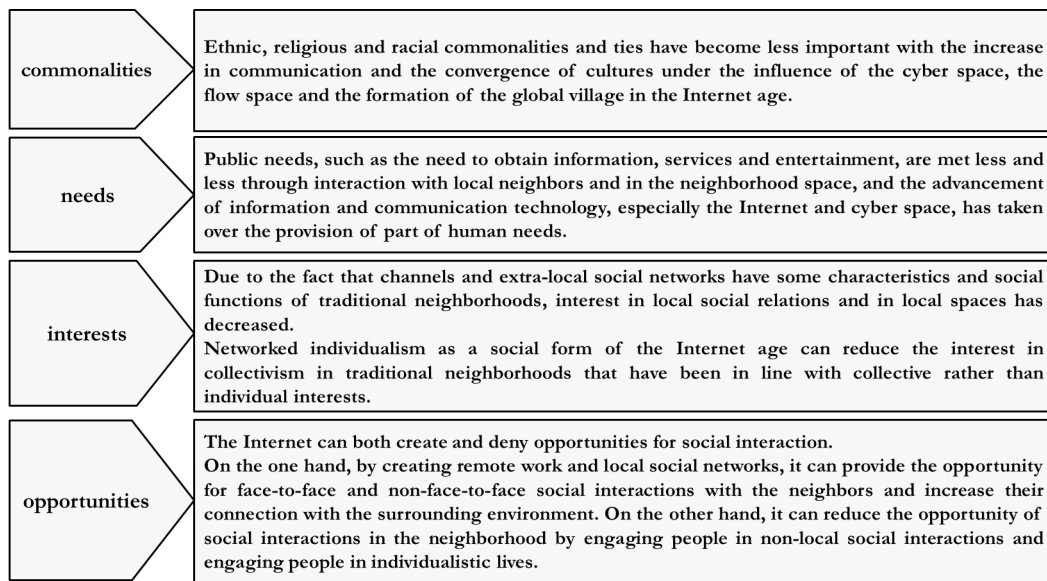 commonalities
Ethnic, religious and racial commonalities and ties have become less important with the increase
in communication and the convergence of cultures under the influence of the cyber space, the
flow space and the formation of the global village in the Internet age.
needs
Public needs, such as the need to obtain information, services and entertainment, are met less and
less through interaction with local neighbors and in the neighborhood space, and the advancement
of information and communication technology, especially the Internet and cyber space, has taken
over the provision of part of human needs.
interests
Due to the fact that channels and extra-local social networks have some characteristics and social
functions of traditional neighborhoods, interest in local social relations and in local spaces has
decreased.
Networked individualism as a social form of the Internet age can reduce the interest in
collectivism in traditional neighborhoods that have been in line with collective rather than
individual interests.
opportunities
The Internet can both create and deny opportunities for social interaction.
On the one hand, by creating remote work and local social networks, it can provide the opportunity
for face-to-face and non-face-to-face social interactions with the neighbors and increase their
connection with the surrounding environment. On the other hand, it can reduce the opportunity of
social interactions in the neighborhood by engaging people in non-local social interactions and
engaging people in individualistic lives.